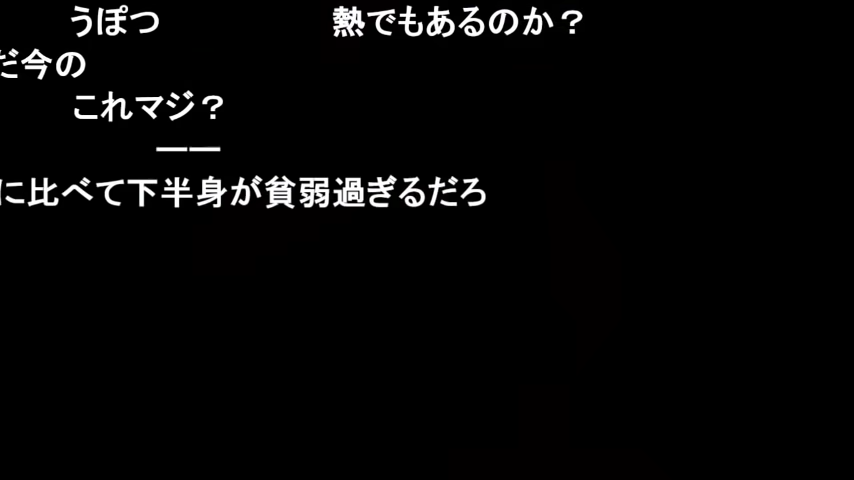 うぽつ 熱でもあるのか？
だ今の
これマジ？
ーー
に比べて下半身が貧弱過ぎるだろ